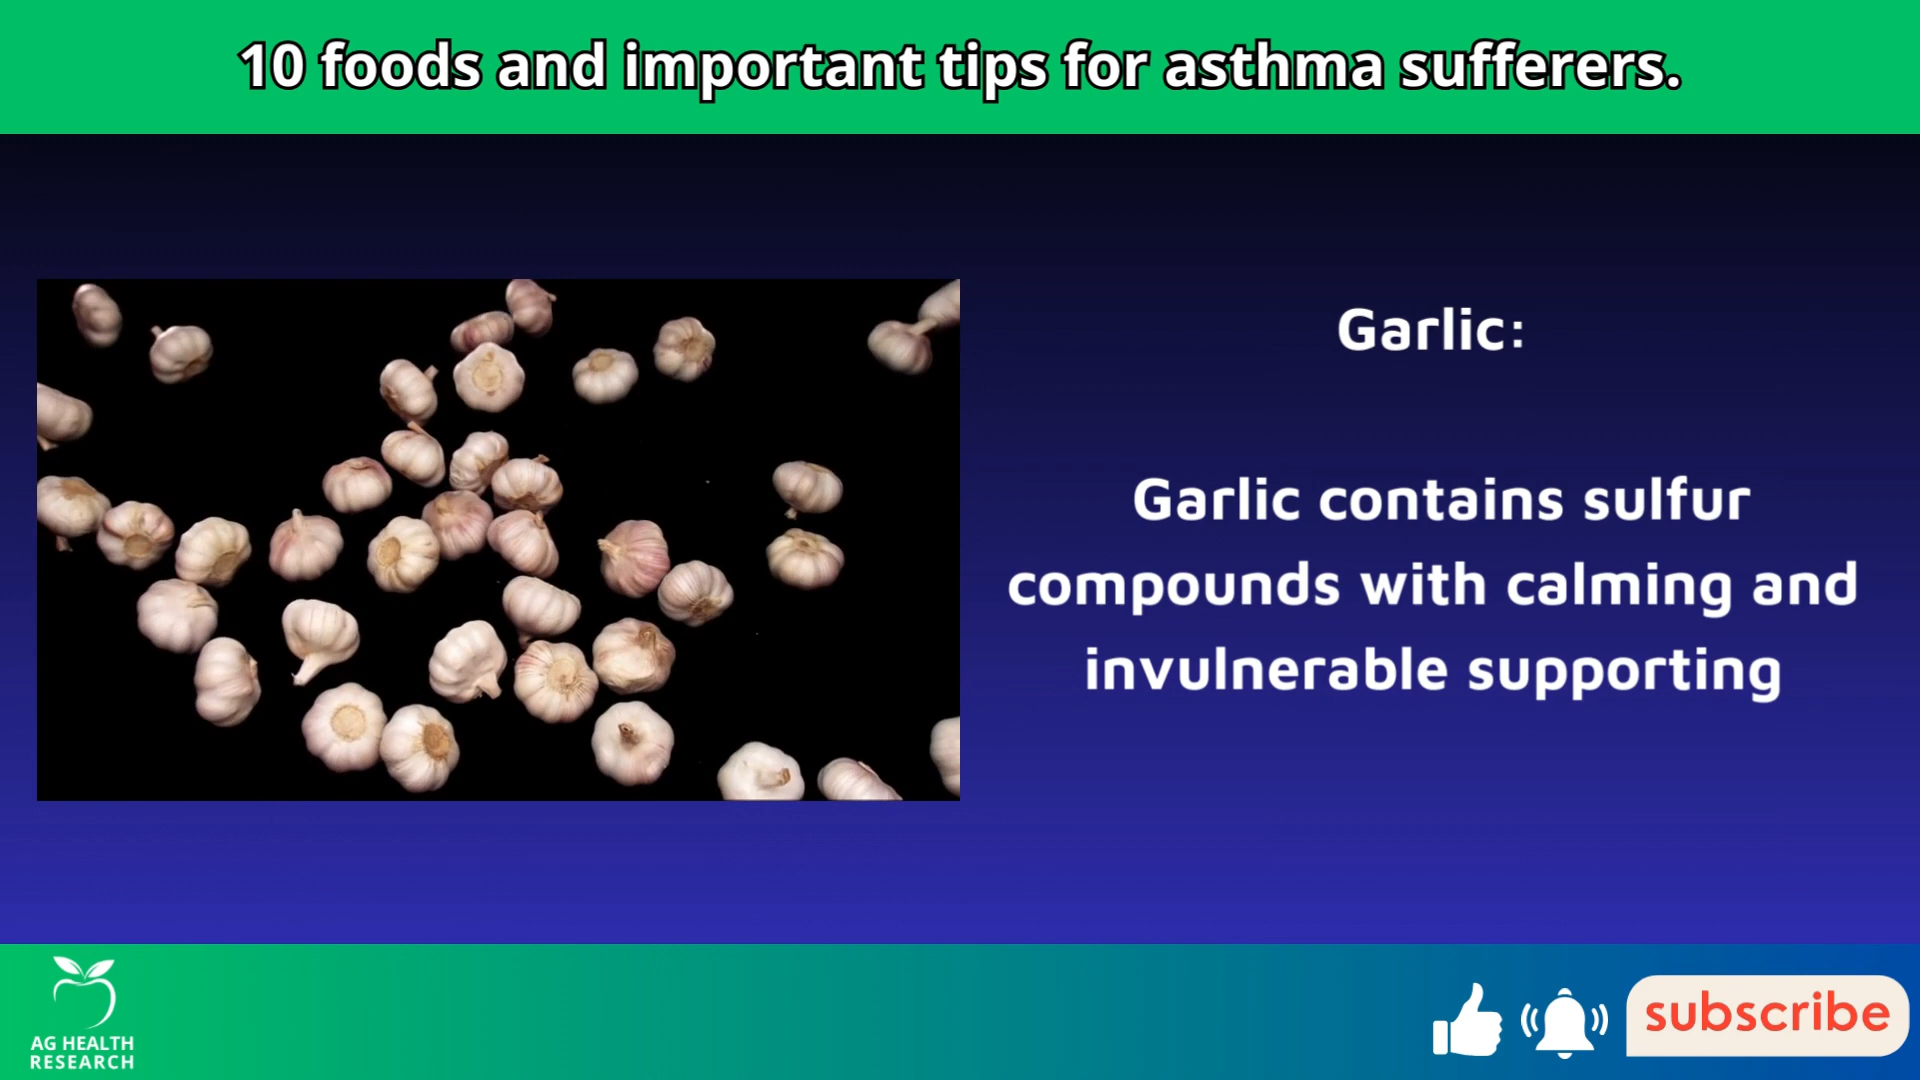 10 foods and important tips for asthma sufferers.
Garlic:
Garlic contains sulfur
compounds with calming and
invulnerable supporting
AG HEALTH
RESEARCH
subscribe